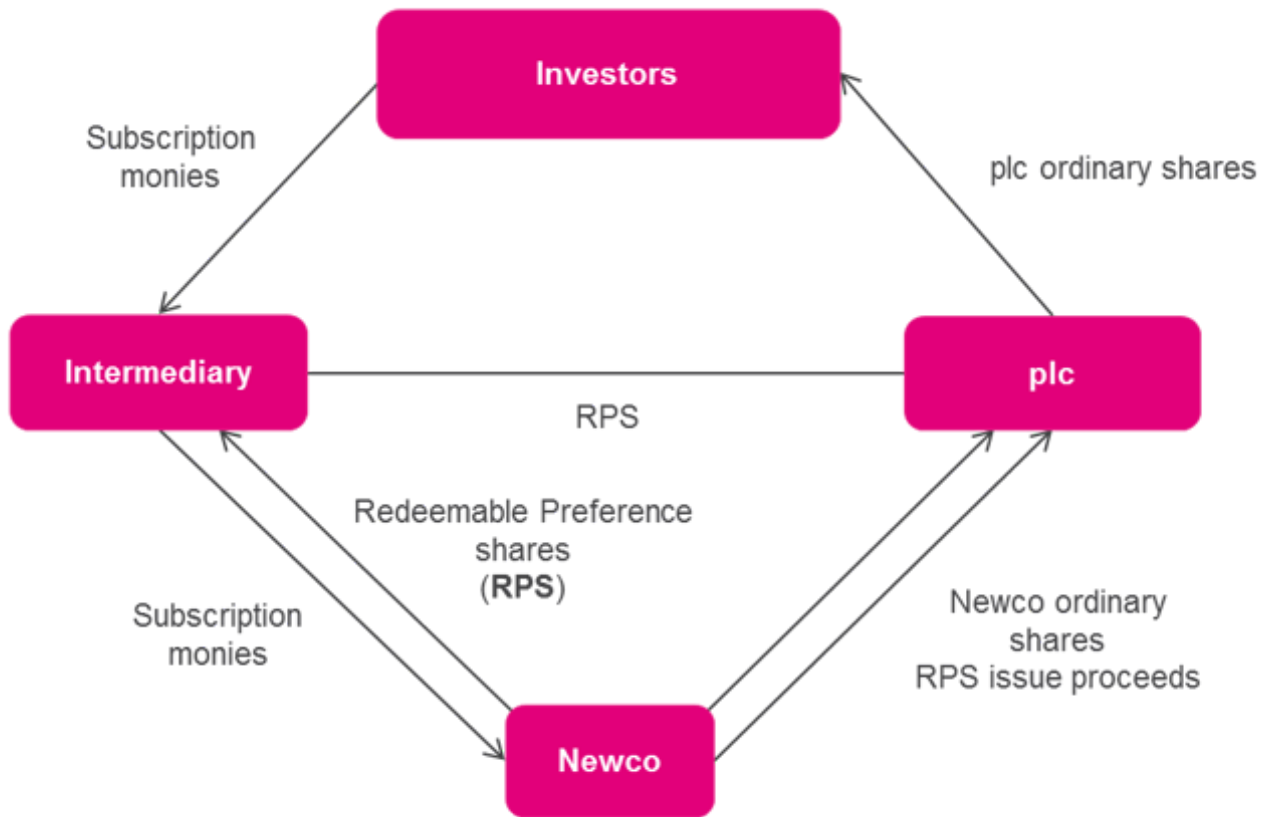 Investors
Subscription
monies
plc ordinary shares
Intermediary
plc
RPS
Redeemable Preference
shares
(RPS)
Subscription
monies
Newco ordinary
shares
RPS issue proceeds
Newco